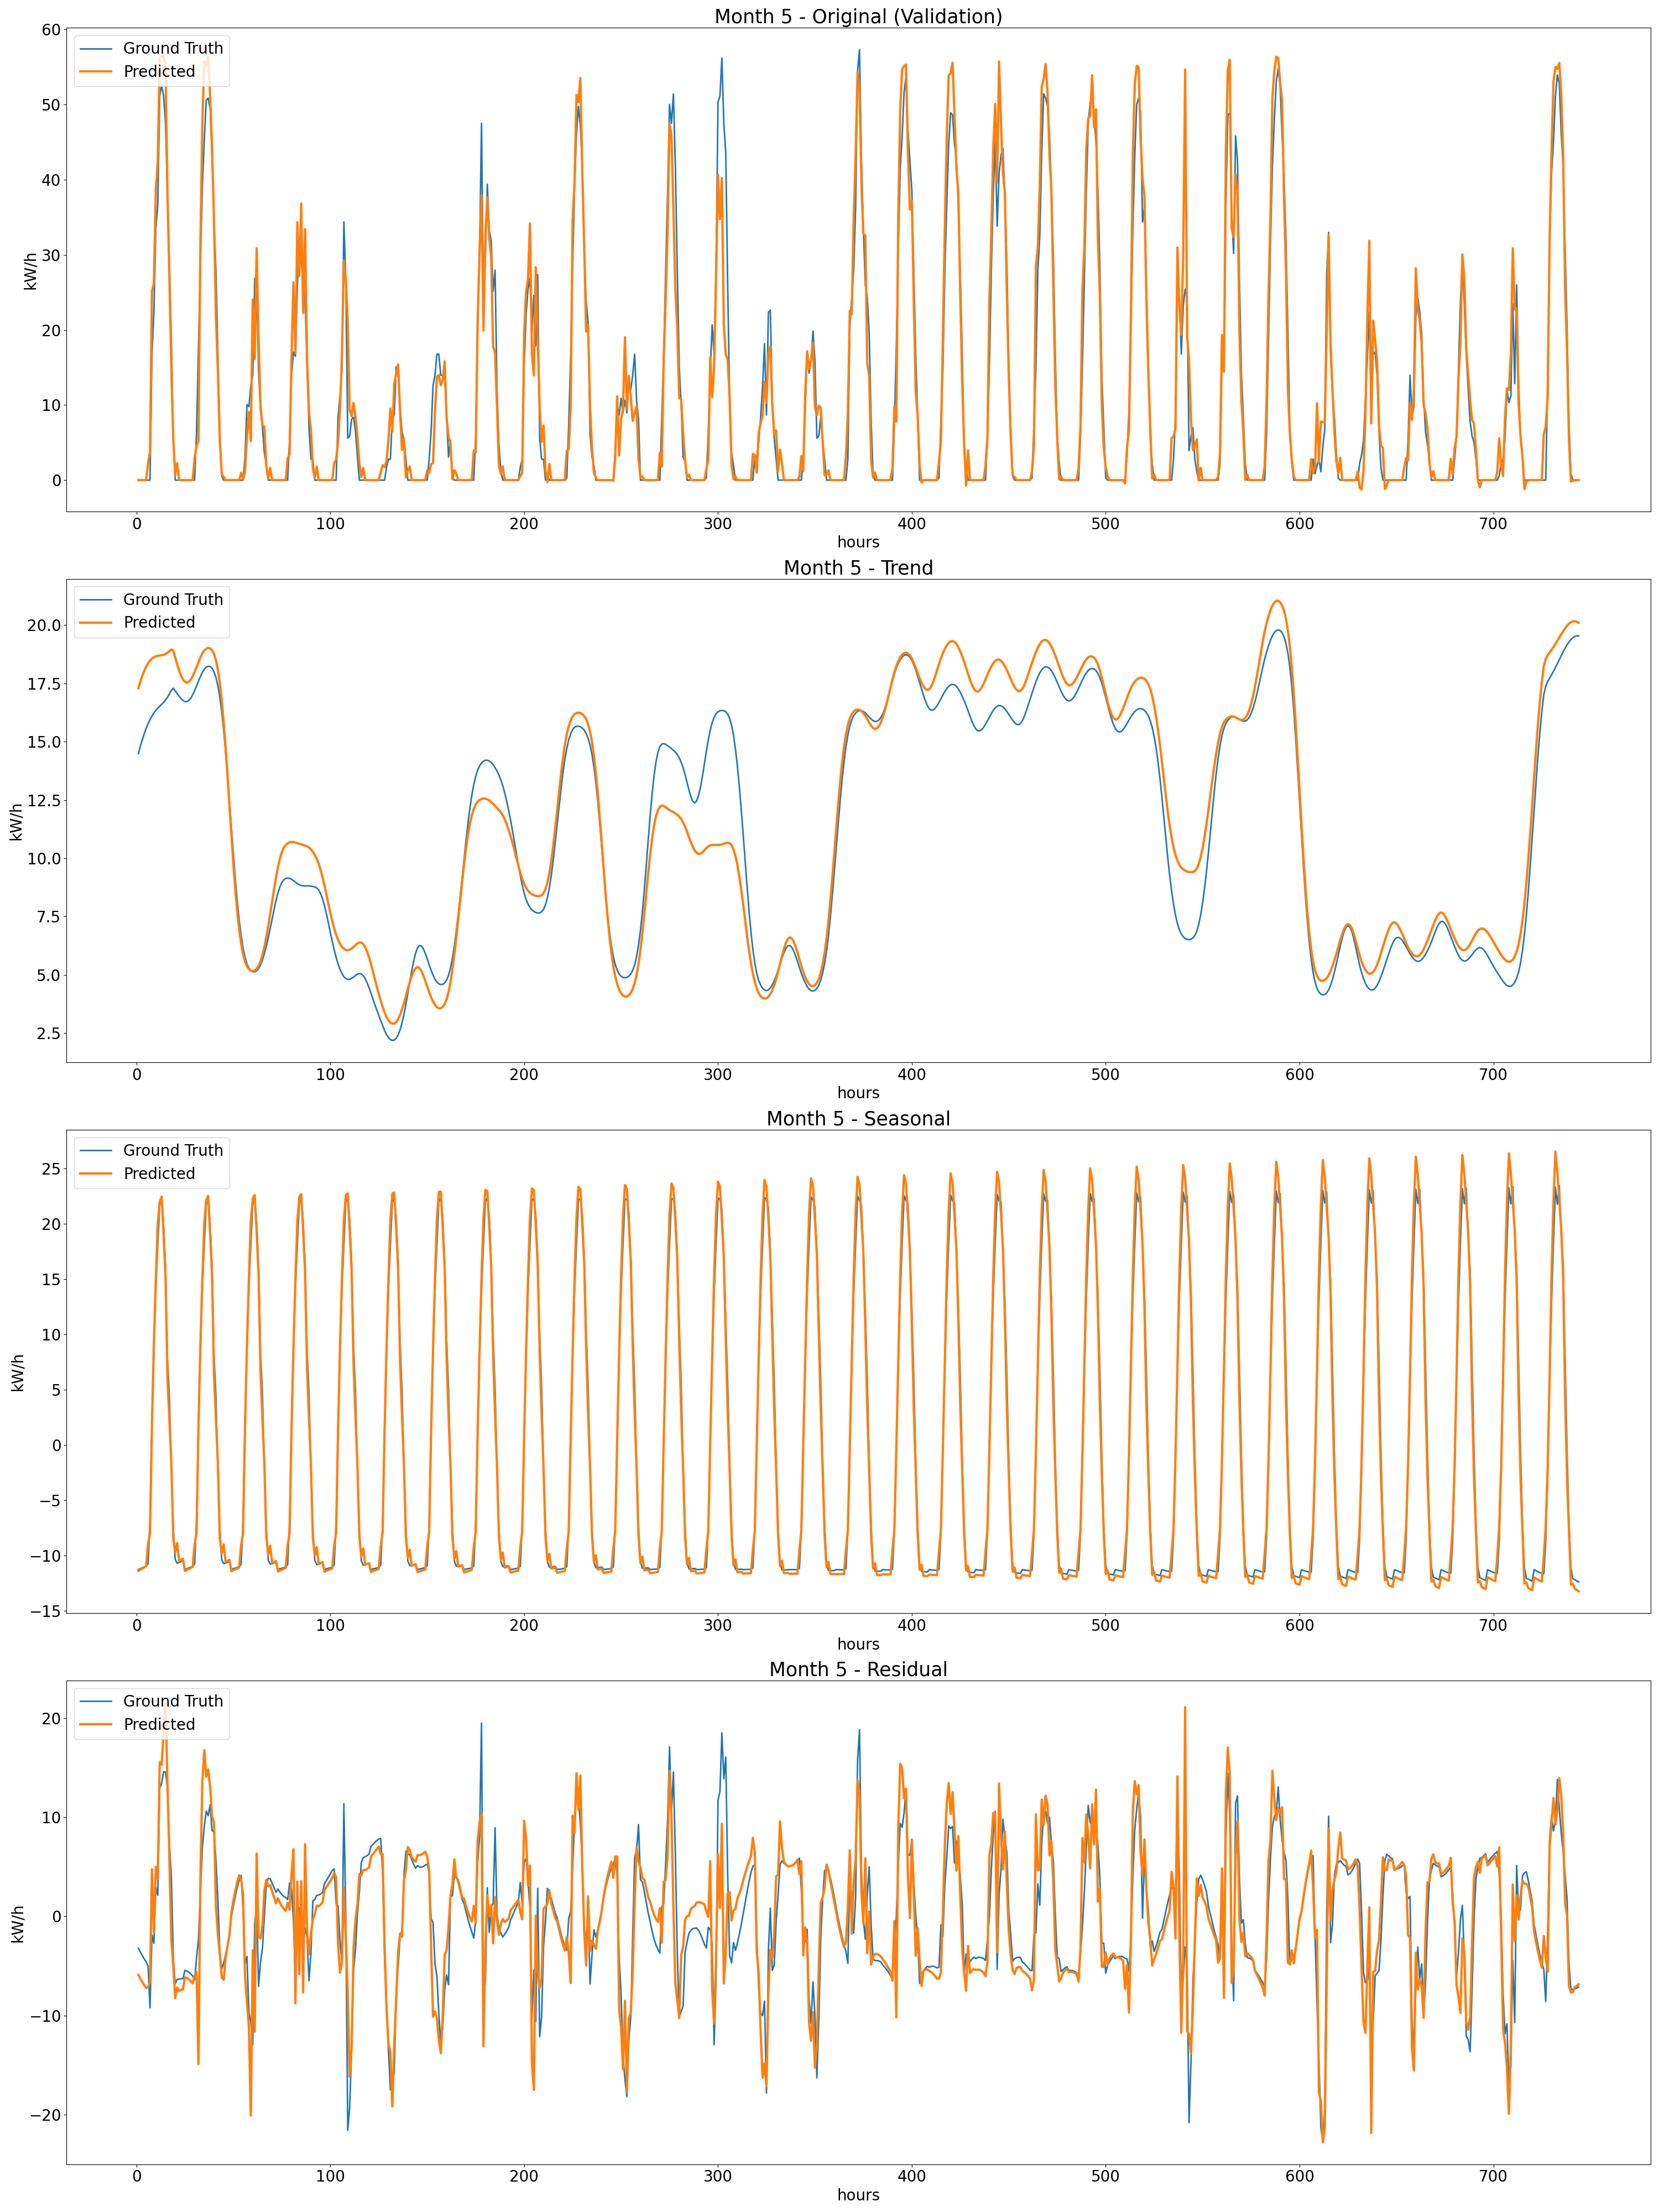 Month 5 - Original (Validation)
Ground Truth
Predicted
60
50
40
30
20
10
0
kW/h
0 100 200 300 400 500 600 700
hours
Month 5 - Trend
Ground Truth
Predicted
20.0
17.5
15.0
12.5
10.0
7.5
5.0
2.5
kW/h
0 100 200 300 400 500 600 700
hours
Month 5 - Seasonal
Ground Truth
Predicted
25
20
15
10
5
0
−5
−10
−15
kW/h
0 100 200 300 400 500 600 700
hours
Month 5 - Residual
Ground Truth
Predicted
20
10
0
−10
−20
kW/h
0 100 200 300 400 500 600 700
hours